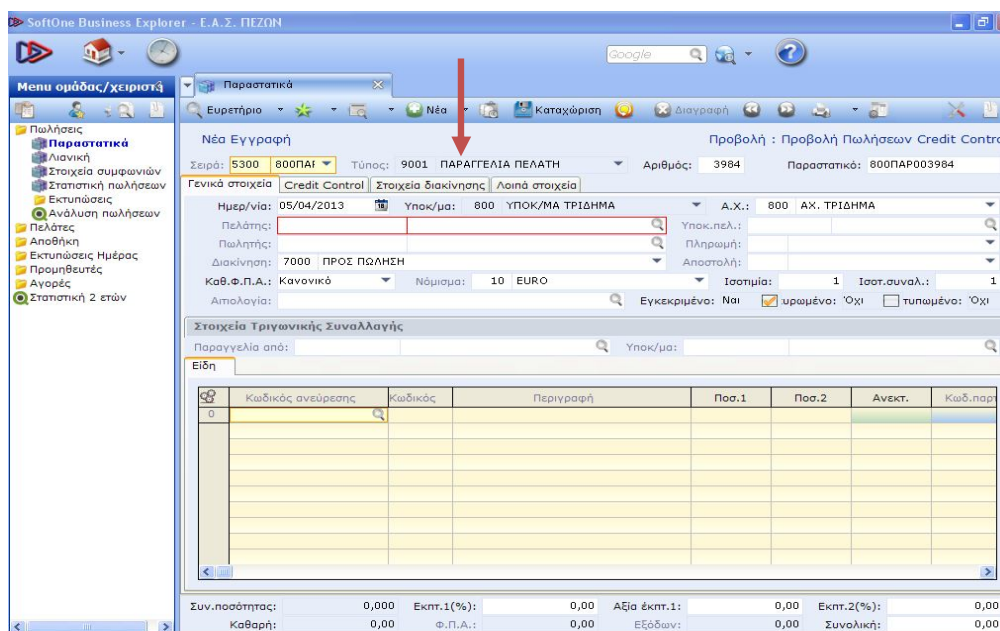 SoftOne Business Explorer - Ε.Α.Σ. ΠΕΖΩΝ
Google
Menu ομάδας/χειριστή
Παραστατικά
Ευρετήριο Νέα Καταχώριση Διαγραφή
Πωλήσεις
Παραστατικά
Λιανική
Στοιχεία συμφωνιών
Στατιστική πωλήσεων
Εκτυπώσεις
Ανάλυση πωλήσεων
Πελάτες
Αποθήκη
Εκτυπώσεις Ημέρας
Προμηθευτές
Αγορές
Στατιστική 2 ετών
Νέα Εγγραφή Προβολή : Προβολή Πωλήσεων Credit Contro
Σειρά: 5300 800ΠΑΡ Τύπος: 9001 ΠΑΡΑΓΓΕΛΙΑ ΠΕΛΑΤΗ Αριθμός: 3984 Παραστατικό: 800ΠΑΡ003984
Γενικά στοιχεία Credit Control Στοιχεία διακίνησης Λοιπά στοιχεία
Ημερ/νία: 05/04/2013 Υποκ/μα: 800 ΥΠΟΚ/ΜΑ ΤΡΙΔΗΜΑ Α.Χ.: 800 ΑΧ. ΤΡΙΔΗΜΑ
Πελάτης: Υποκ.πελ.:
Πωλητής: Πληρωμή:
Διακίνηση: 7000 ΠΡΟΣ ΠΩΛΗΣΗ Αποστολή:
Καθ.Φ.Π.Α.: Κανονικό Νόμισμα: 10 EURO Ισοτιμία: 1 Ισοτ.συναλ.: 1
Αιτιολογία: Εγκεκριμένο: Ναι υρωμένο: Όχι τυπωμένο: Όχι
Στοιχεία Τριγωνικής Συναλλαγής
Παραγγελία από: Υποκ/μα:
Είδη
Κωδικός ανεύρεσης Κωδικός Περιγραφή Ποσ.1 Ποσ.2 Ανεκτ. Κωδ.παρτ
0
Συν.ποσότητας: 0,000 Εκπτ.1(%): 0,00 Αξία έκπτ.1: 0,00 Εκπτ.2(%): 0,00
Καθαρή: 0,00 Φ.Π.Α.: 0,00 Εξόδων: 0,00 Συνολική: 0,00